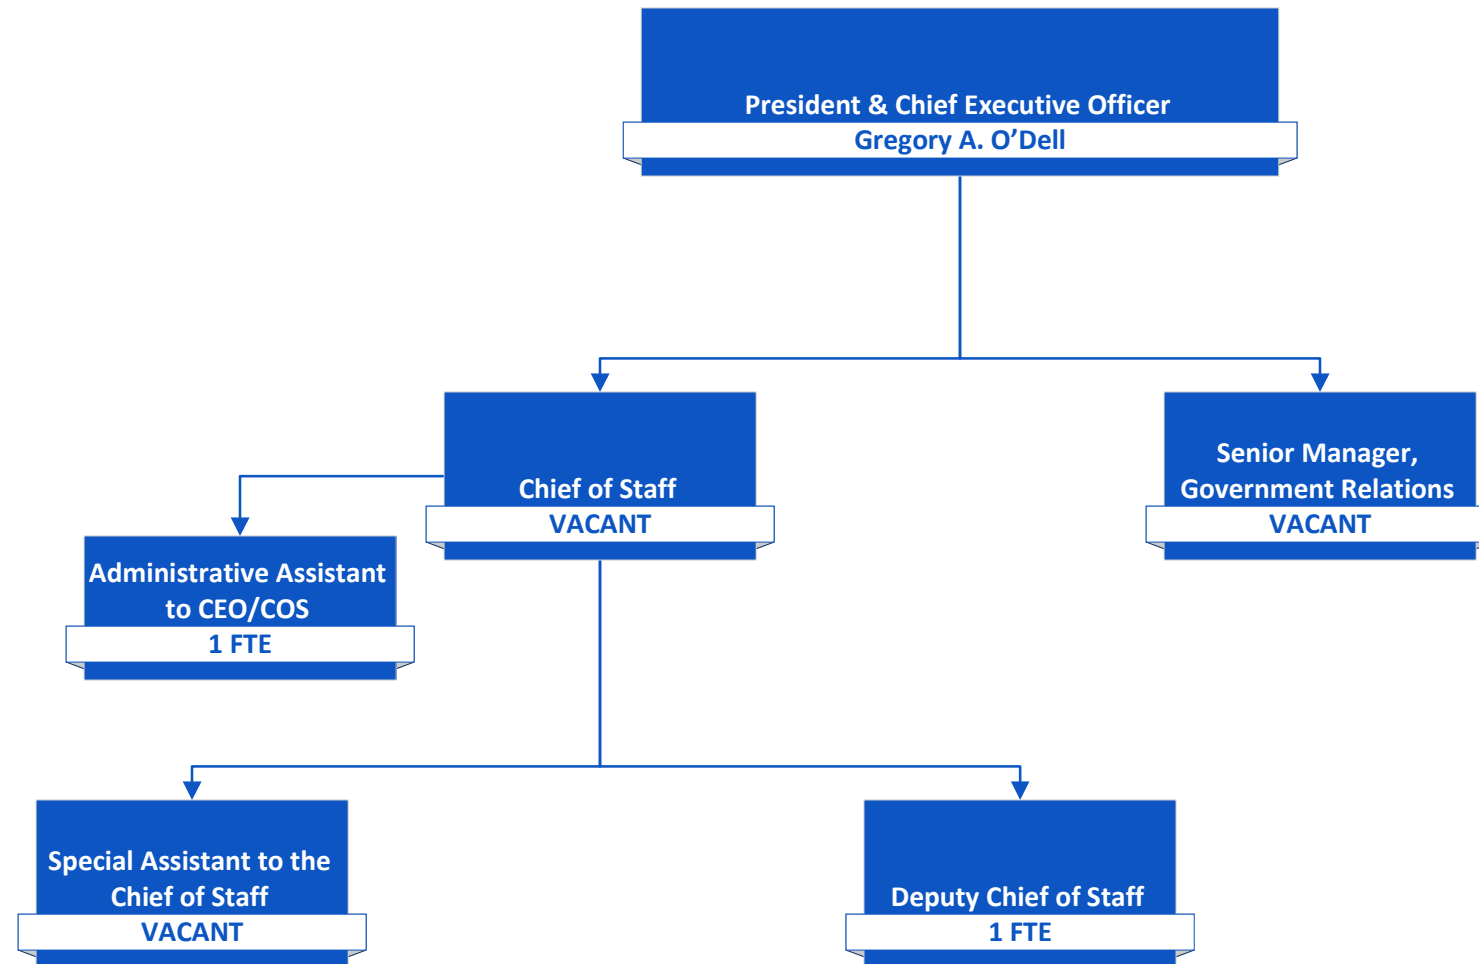 President & Chief Executive Officer
Gregory A. O’Dell
Chief of Staff
VACANT
Senior Manager,
Government Relations
VACANT
Administrative Assistant
to CEO/COS
1 FTE
Special Assistant to the
Chief of Staff
VACANT
Deputy Chief of Staff
1 FTE